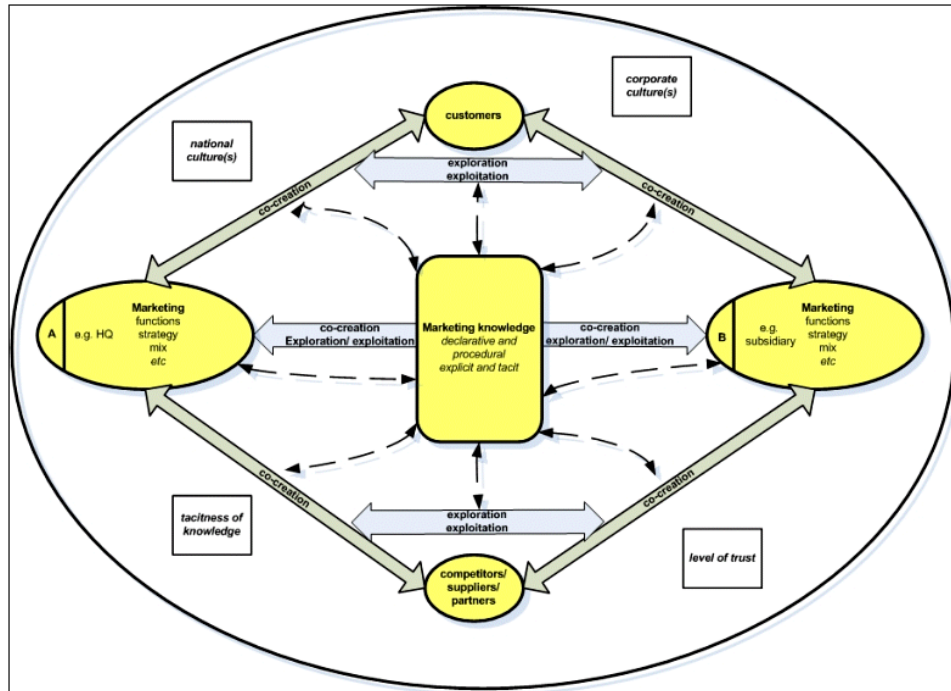 corporate
culture(s)
customers
national
culture(s)
exploration
exploitation
co-creation
co-creation
A
e.g. HQ
Marketing
functions
strategy
mix
etc
co-creation
Exploration/ exploitation
Marketing knowledge
declarative and
procedural
explicit and tacit
co-creation
exploration/ exploitation
B
e.g.
subsidiary
Marketing
functions
strategy
mix
etc
co-creation
co-creation
tacitness of
knowledge
exploration
exploitation
level of trust
competitors/
suppliers/
partners